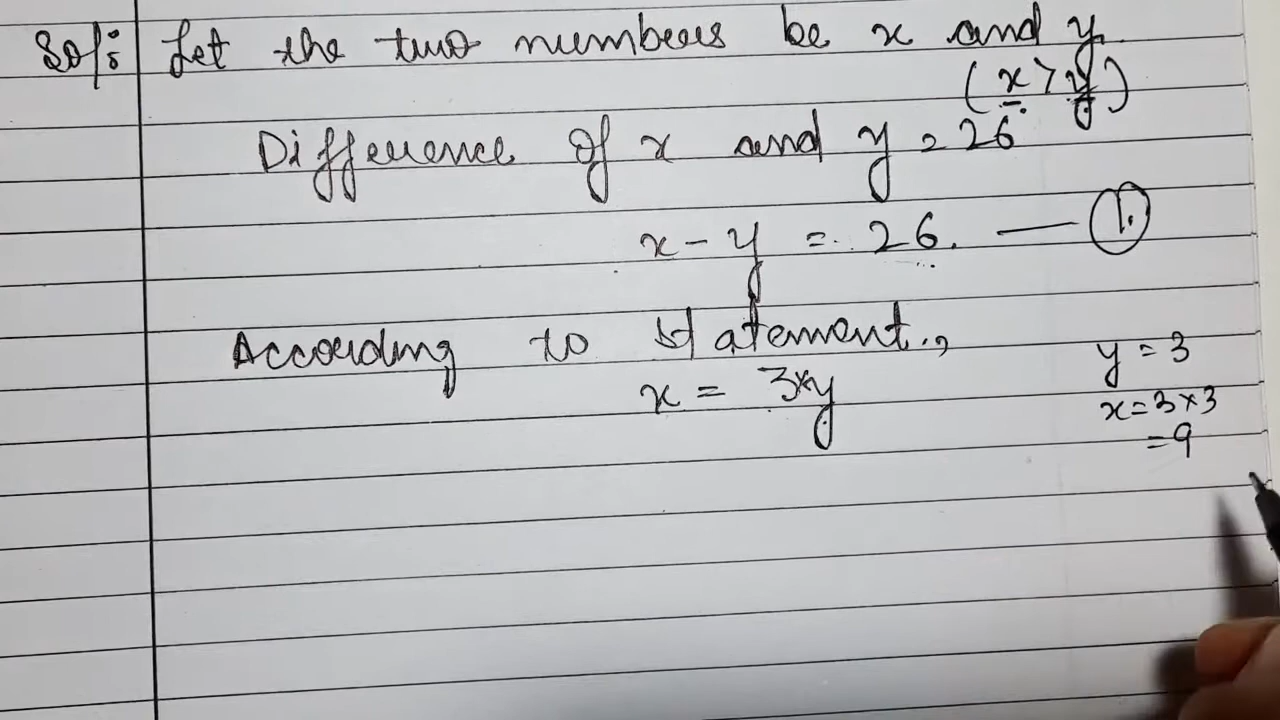 Sol: Let the two numbers be x and y
(x > y)
Difference of x and y = 26
x - y = 26. — 1.
According to statement.,
x = 3×y
y = 3
x = 3 × 3
= 9